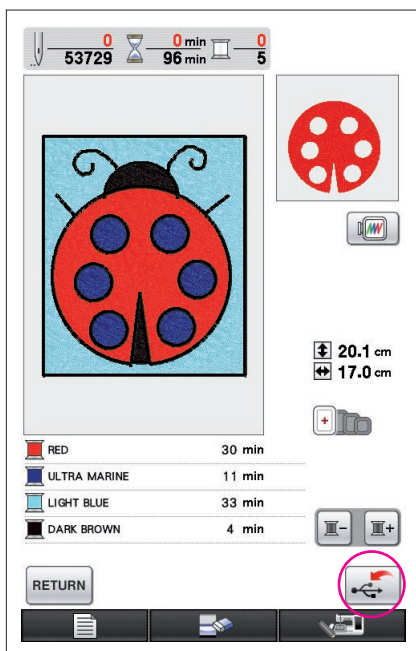 0 0 min 0
53729 96 min 5
20.1 cm
17.0 cm
RED 30 min
ULTRA MARINE 11 min
LIGHT BLUE 33 min
DARK BROWN 4 min
RETURN